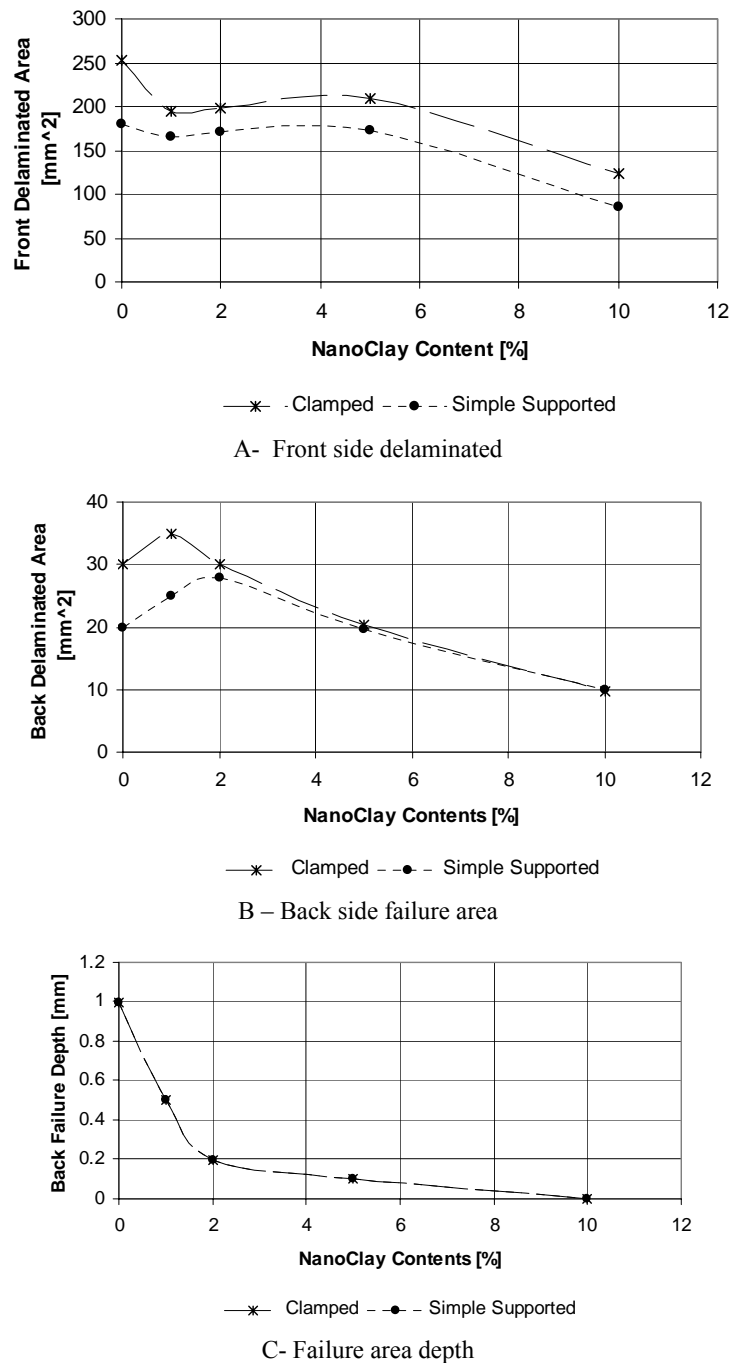 Front Delaminated Area
[mm^2]
300
250
200
150
100
50
0
0 2 4 6 8 10 12
NanoClay Content [%]
Clamped Simple Supported
A- Front side delaminated
Back Delaminated Area
[mm^2]
40
30
20
10
0
0 2 4 6 8 10 12
NanoClay Contents [%]
Clamped Simple Supported
B – Back side failure area
Back Failure Depth [mm]
1.2
1
0.8
0.6
0.4
0.2
0
0 2 4 6 8 10 12
NanoClay Contents [%]
Clamped Simple Supported
C- Failure area depth